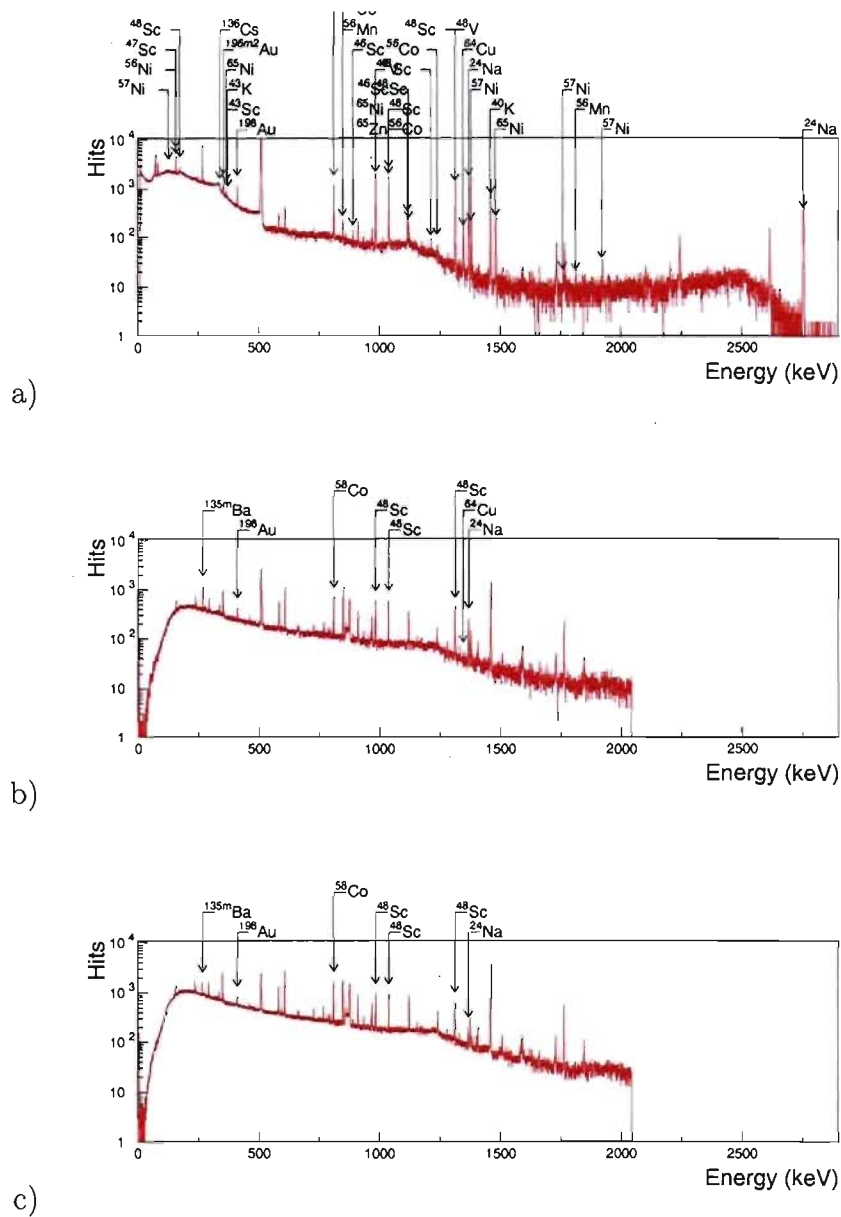 ⁴⁸Sc ¹³⁶Cs ⁵⁶Mn ⁴⁸Sc ⁴⁸V
⁴⁷Sc ¹⁹⁶ᵐ²Au ⁴⁶Sc ⁵⁶Co ⁶⁴Cu
⁵⁶Ni ⁶⁵Ni Sc ²⁴Na
⁵⁷Ni ⁴³K ⁴⁶Sc ⁴⁸Sc ⁵⁷Ni ⁵⁷Ni
⁴³Sc ⁶⁵Ni ⁴⁸Sc ⁴⁰K ⁵⁶Mn
¹⁹⁸Au ⁶⁵Zn ⁵⁶Co ⁶⁵Ni ⁵⁷Ni ²⁴Na
Hits
10⁴
10³
10²
10
1
0 500 1000 1500 2000 2500
Energy (keV)
a)
⁵⁸Co ⁴⁸Sc
¹³⁵ᵐBa ⁴⁸Sc ⁶⁴Cu
¹⁹⁸Au ⁴⁸Sc ²⁴Na
Hits
10⁴
10³
10²
10
1
0 500 1000 1500 2000 2500
Energy (keV)
b)
⁵⁸Co
¹³⁵ᵐBa ⁴⁸Sc ⁴⁸Sc
¹⁹⁸Au ⁴⁸Sc ²⁴Na
Hits
10⁴
10³
10²
10
1
0 500 1000 1500 2000 2500
Energy (keV)
c)